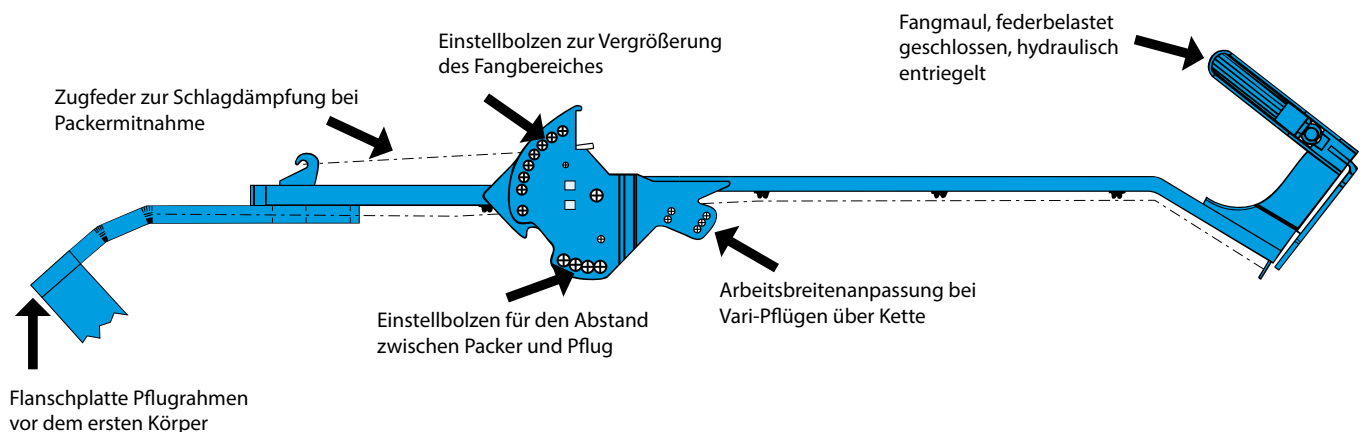 Fangmaul, federbelastet
geschlossen, hydraulisch
entriegelt
Einstellbolzen zur Vergrößerung
des Fangbereiches
Zugfeder zur Schlagdämpfung bei
Packermitnahme
Arbeitsbreitenanpassung bei
Vari-Pflügen über Kette
Einstellbolzen für den Abstand
zwischen Packer und Pflug
Flanschplatte Pflugrahmen
vor dem ersten Körper